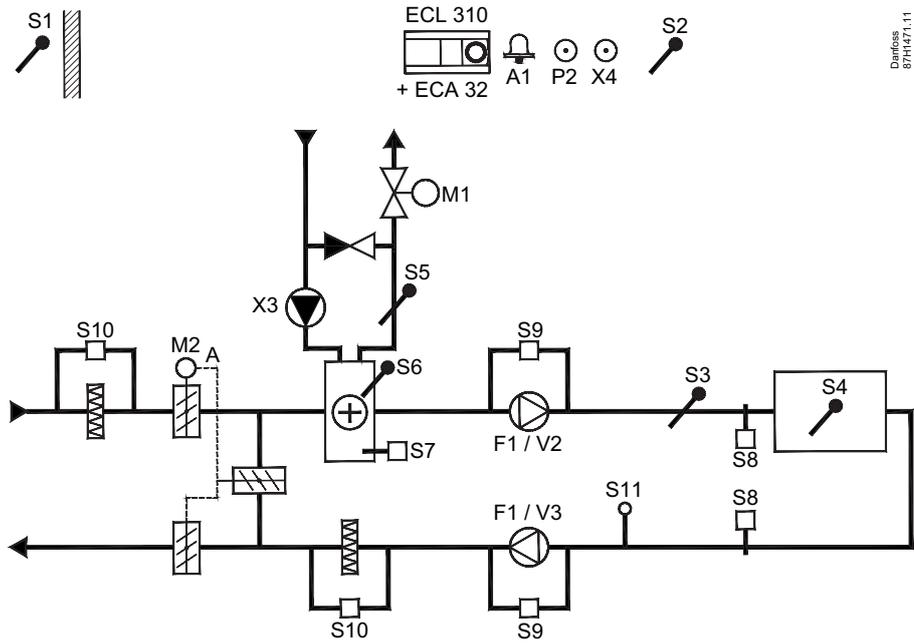 S1
ECL 310
+ ECA 32
A1
P2
X4
S2
Danfoss
87H1471.11
M1
X3
S5
S10
M2
A
S6
S9
S3
S4
F1 / V2
S7
S8
S8
S11
F1 / V3
S10
S9